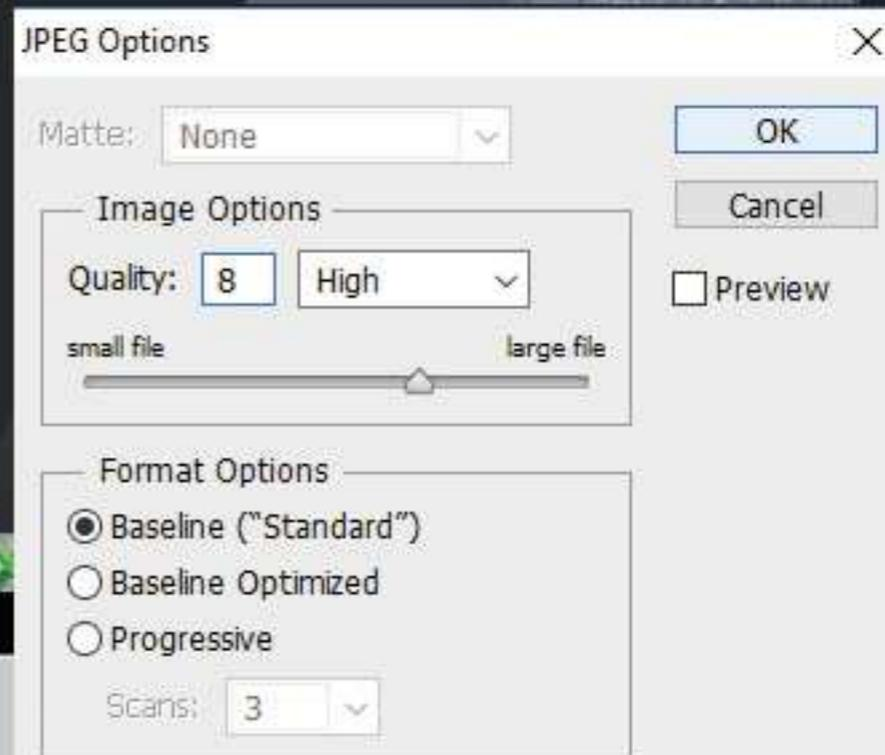 JPEG Options
Matte: None
OK
Cancel
Preview
Image Options
Quality: 8 High
small file large file
Format Options
Baseline (“Standard”)
Baseline Optimized
Progressive
Scans: 3